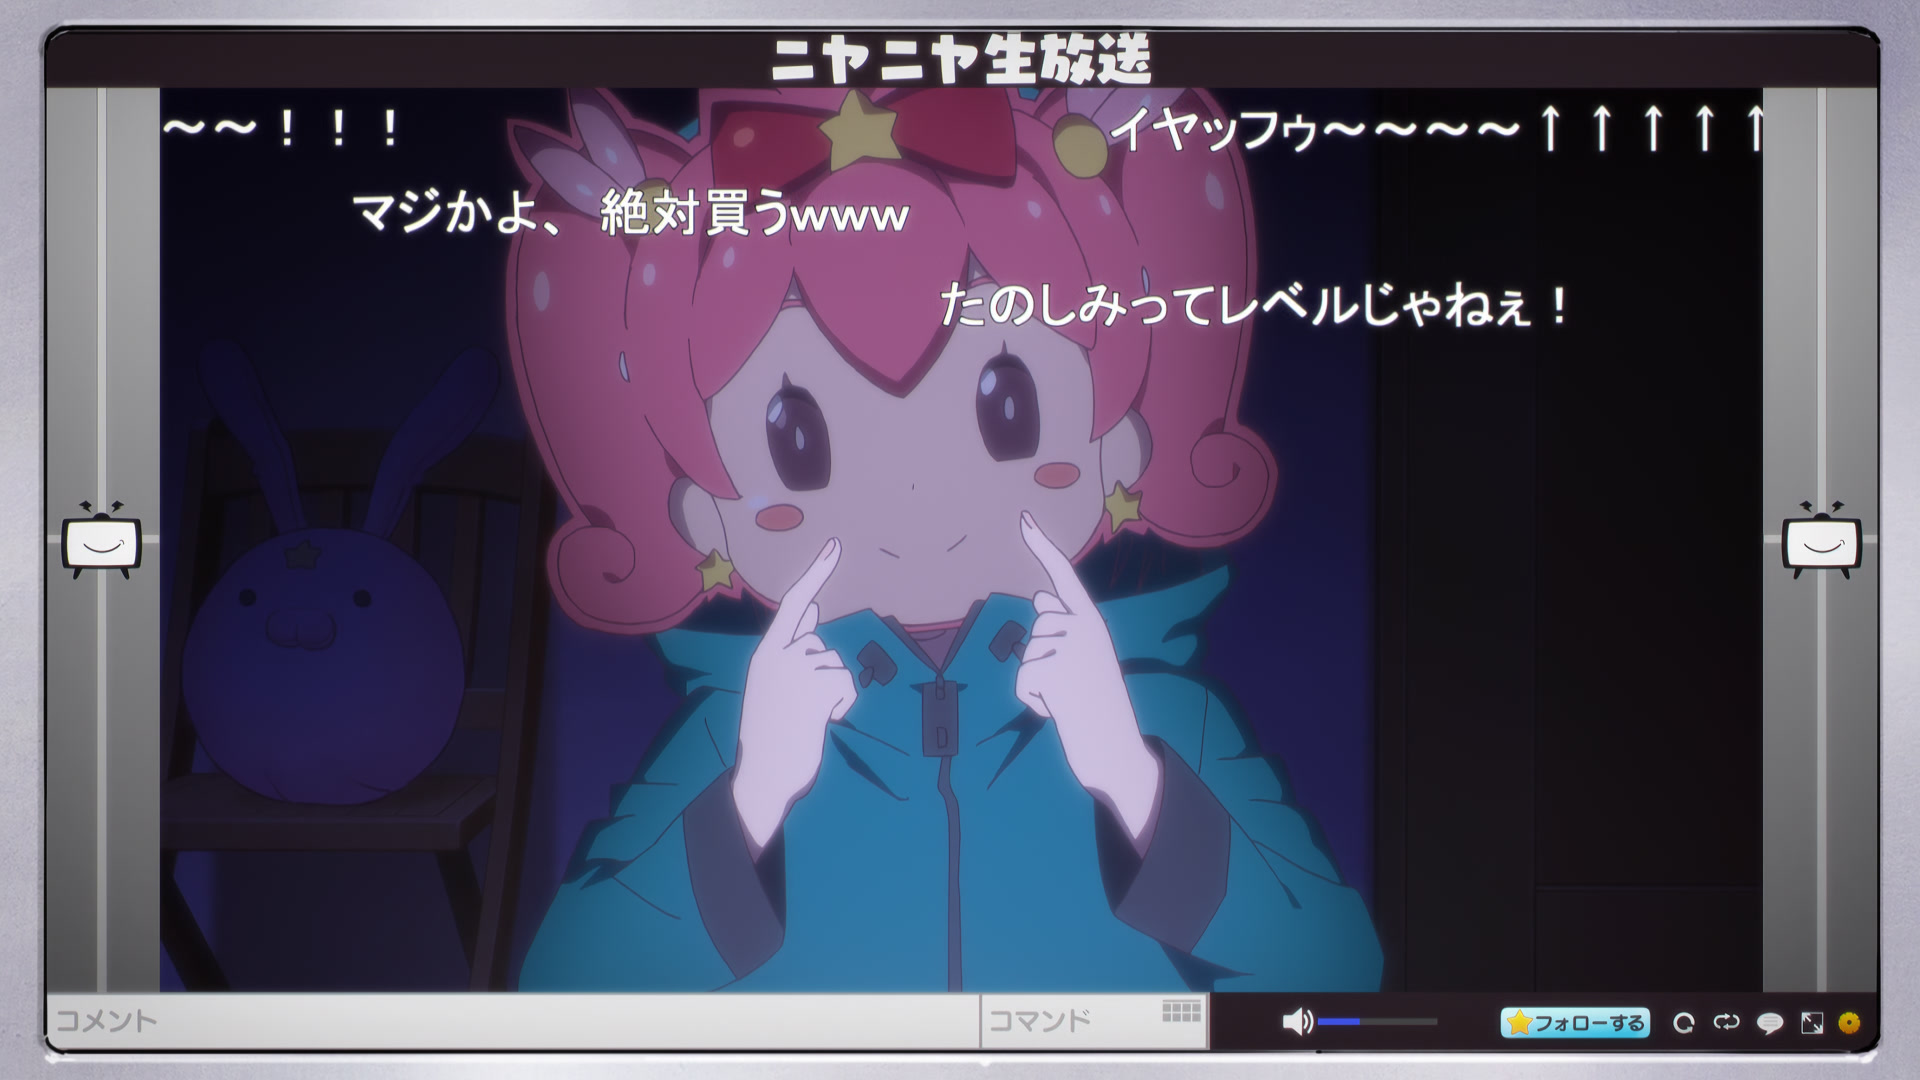 ニヤニヤ生放送
～～！！！
イヤッフゥ～～～～↑↑↑↑↑
マジかよ、絶対買うwww
たのしみってレベルじゃねぇ！
コメント
コマンド
フォローする